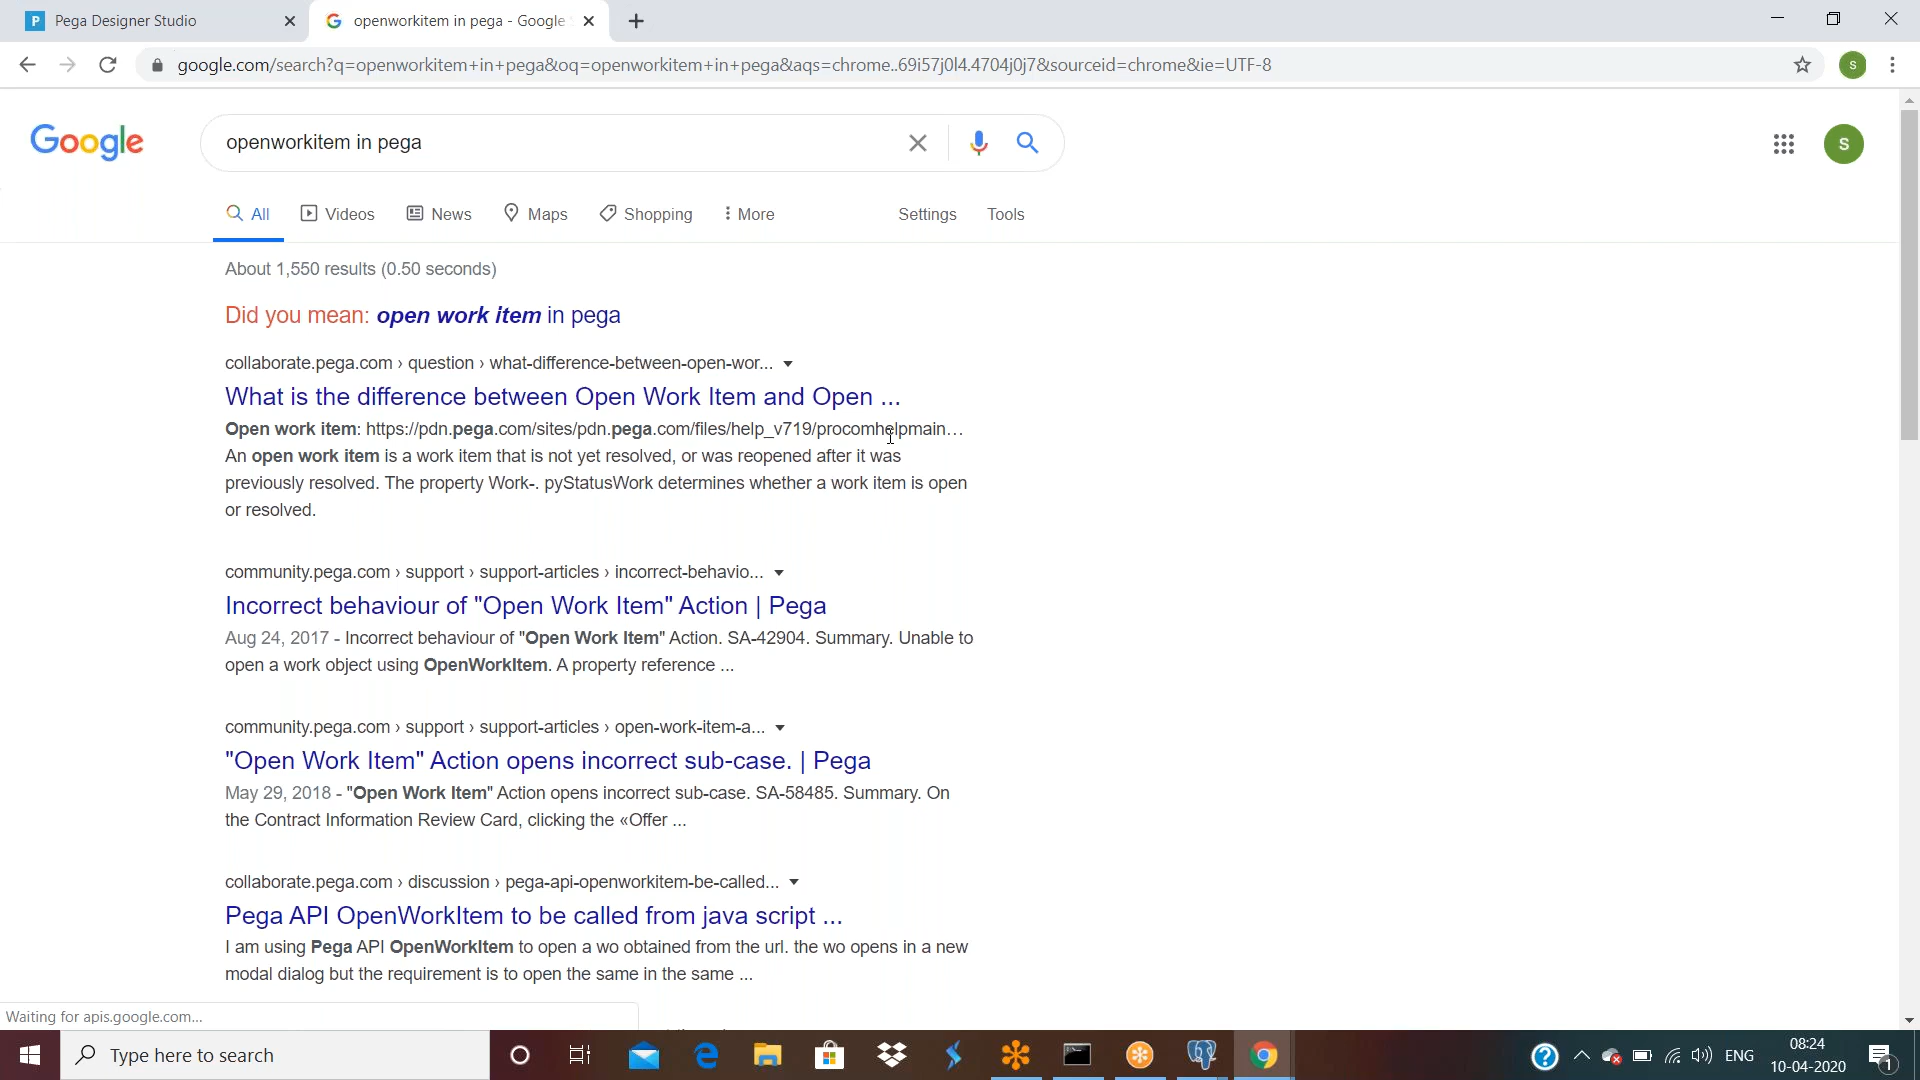 Pega Designer Studio
openworkitem in pega - Google
google.com/search?q=openworkitem+in+pega&oq=openworkitem+in+pega&aqs=chrome..69i57j0l4.4704j0j7&sourceid=chrome&ie=UTF-8
S
Google
openworkitem in pega
S
All
Videos
News
Maps
Shopping
More
Settings
Tools
About 1,550 results (0.50 seconds)
Did you mean: open work item in pega
collaborate.pega.com › question › what-difference-between-open-wor...
What is the difference between Open Work Item and Open ...
Open work item: https://pdn.pega.com/sites/pdn.pega.com/files/help_v719/procomhelpmain...
An open work item is a work item that is not yet resolved, or was reopened after it was
previously resolved. The property Work-. pyStatusWork determines whether a work item is open
or resolved.
community.pega.com › support › support-articles › incorrect-behavio...
Incorrect behaviour of "Open Work Item" Action | Pega
Aug 24, 2017 - Incorrect behaviour of "Open Work Item" Action. SA-42904. Summary. Unable to
open a work object using OpenWorkItem. A property reference ...
community.pega.com › support › support-articles › open-work-item-a...
"Open Work Item" Action opens incorrect sub-case. | Pega
May 29, 2018 - "Open Work Item" Action opens incorrect sub-case. SA-58485. Summary. On
the Contract Information Review Card, clicking the «Offer ...
collaborate.pega.com › discussion › pega-api-openworkitem-be-called...
Pega API OpenWorkItem to be called from java script ...
I am using Pega API OpenWorkItem to open a wo obtained from the url. the wo opens in a new
modal dialog but the requirement is to open the same in the same ...
Waiting for apis.google.com...
Type here to search
ENG
08:24
10-04-2020
1